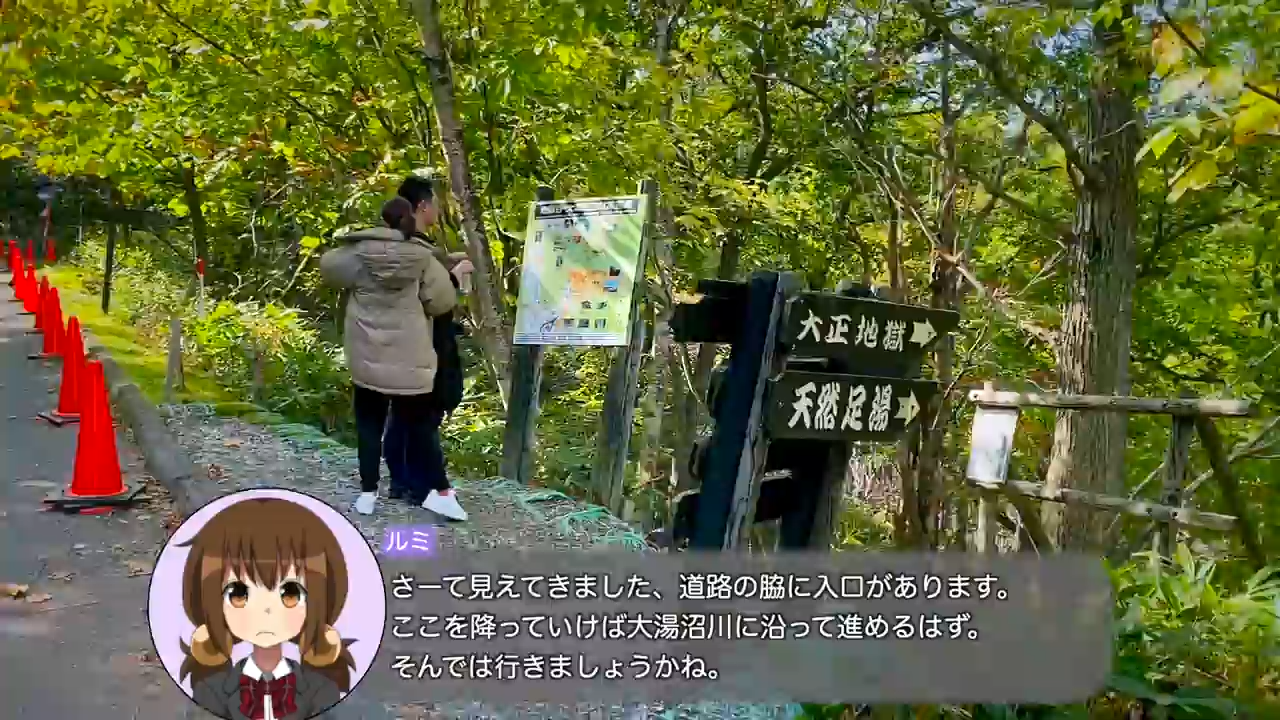 大正地獄
天然足湯
ルミ
さーて見えてきました、道路の脇に入口があります。
ここを降っていけば大湯沼川に沿って進めるはず。
そんでは行きましょうかね。